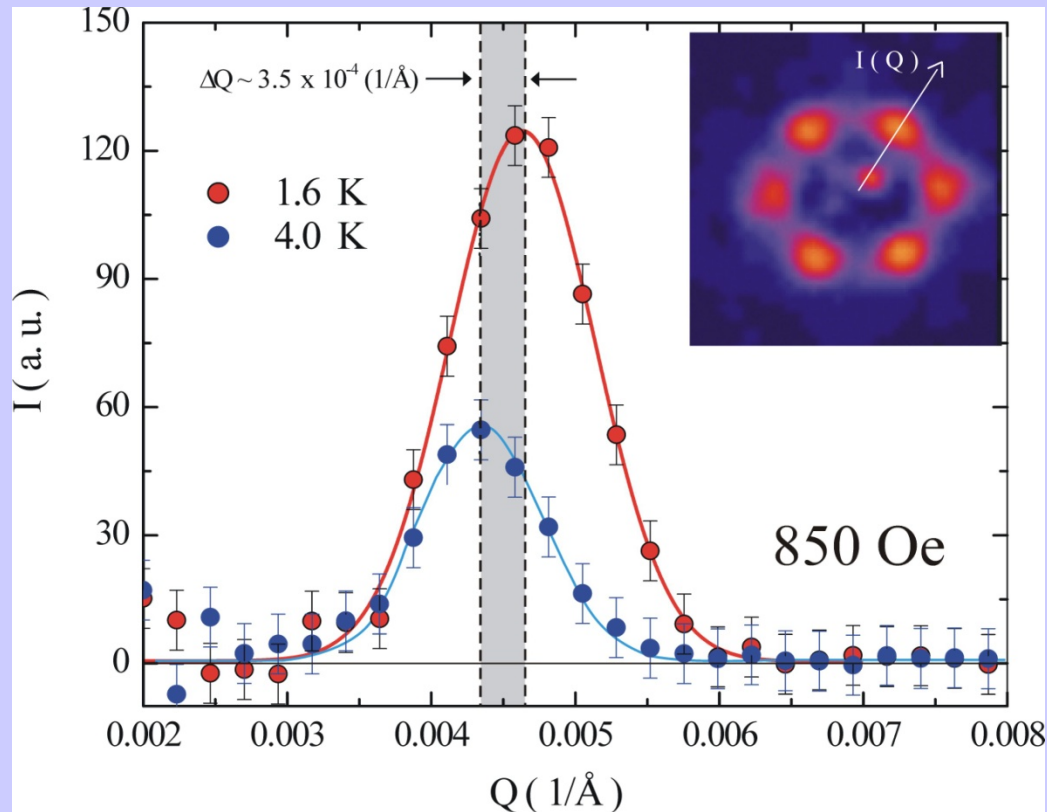 150
120
90
60
30
0
I ( a. u. )
ΔQ ~ 3.5 x 10⁻⁴ (1/Å)
1.6 K
4.0 K
I ( Q )
850 Oe
0.002
0.003
0.004
0.005
0.006
0.007
0.008
Q ( 1/Å )